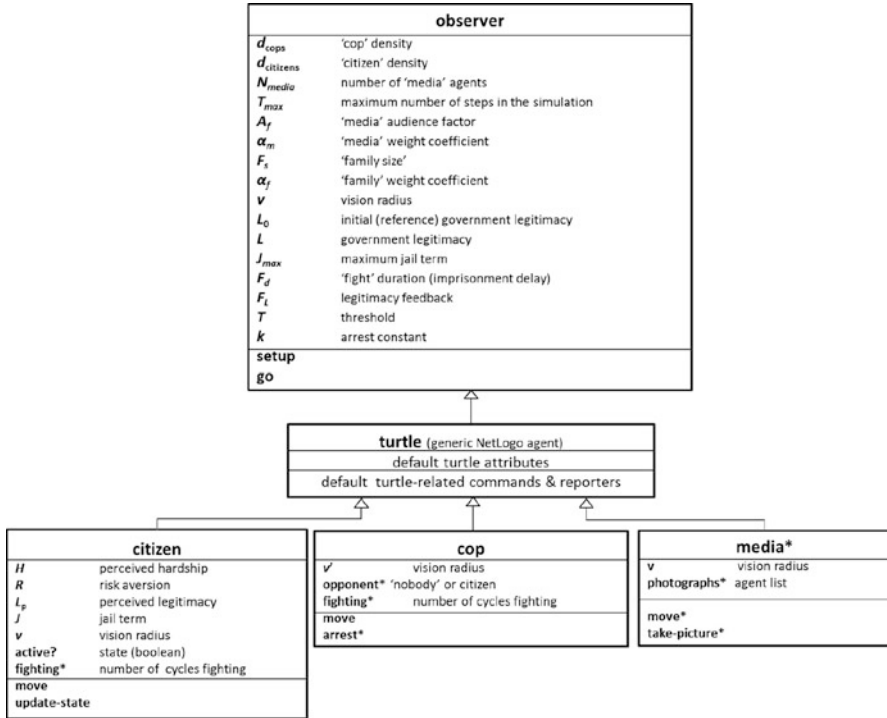 observer
d_cops 'cop' density
d_citizens 'citizen' density
N_media number of 'media' agents
T_max maximum number of steps in the simulation
A_f 'media' audience factor
α_m 'media' weight coefficient
F_s 'family size'
α_f 'family' weight coefficient
v vision radius
L_0 initial (reference) government legitimacy
L government legitimacy
J_max maximum jail term
F_d 'fight' duration (imprisonment delay)
F_L legitimacy feedback
T threshold
k arrest constant
setup
go
turtle (generic NetLogo agent)
default turtle attributes
default turtle-related commands & reporters
citizen
H perceived hardship
R risk aversion
L_p perceived legitimacy
J jail term
v vision radius
active? state (boolean)
fighting* number of cycles fighting
move
update-state
cop
v' vision radius
opponent* 'nobody' or citizen
fighting* number of cycles fighting
move
arrest*
media*
v vision radius
photographs* agent list
move*
take-picture*